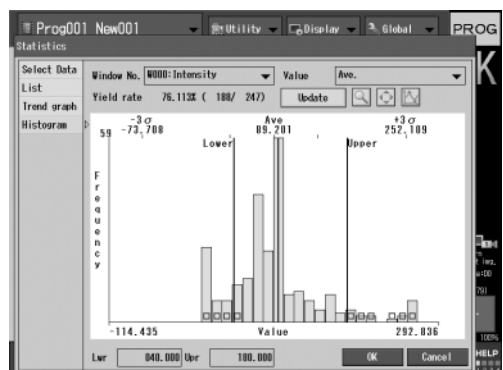 Prog001 New001 Utility Display Global PROG
Statistics
K
Select Data
List
Trend graph
Histogram
Window No. W000:Intensity Value Ave.
Yield rate 76.113% ( 188/ 247) Update
-3σ Ave +3σ
59 -73.708 89.201 252.109
Lower Upper
Frequency
-114.435 Value 292.836
Lwr 040.000 Upr 180.000 OK Cancel
100%
HELP